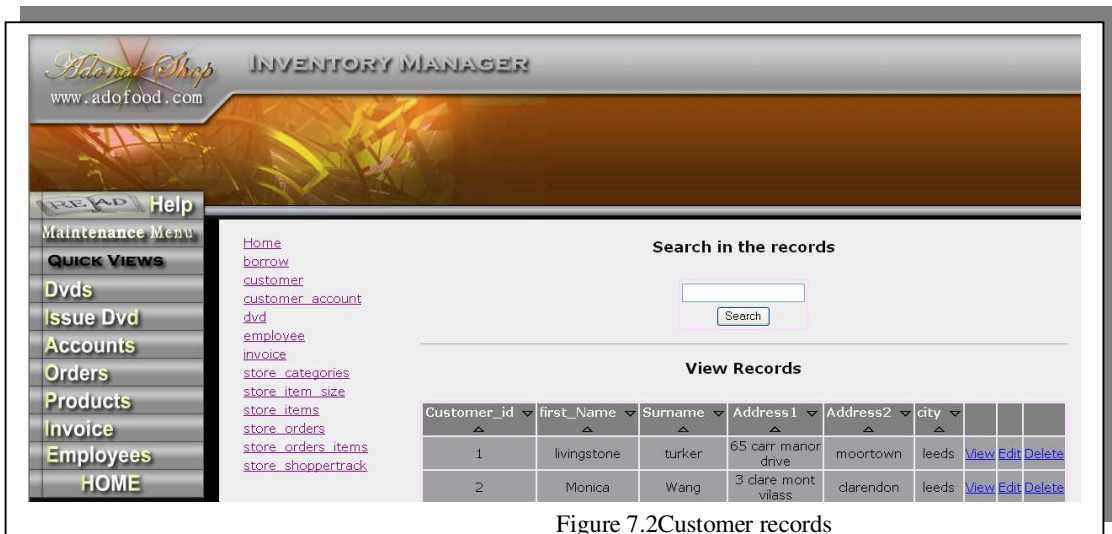 Adonai Shop
www.adofood.com
INVENTORY MANAGER
READ Help
Maintenance Menu
QUICK VIEWS
Dvds
Issue Dvd
Accounts
Orders
Products
Invoice
Employees
HOME
Home
borrow
customer
customer_account
dvd
employee
invoice
store_categories
store_item_size
store_items
store_orders
store_orders_items
store_shoppertrack
Search in the records
Search
View Records
Customer_id first_Name Surname Address1 Address2 city
1 livingstone turker 65 carr manor drive moortown leeds View Edit Delete
2 Monica Wang 3 clare mont vilass clarendon leeds View Edit Delete
Figure 7.2Customer records